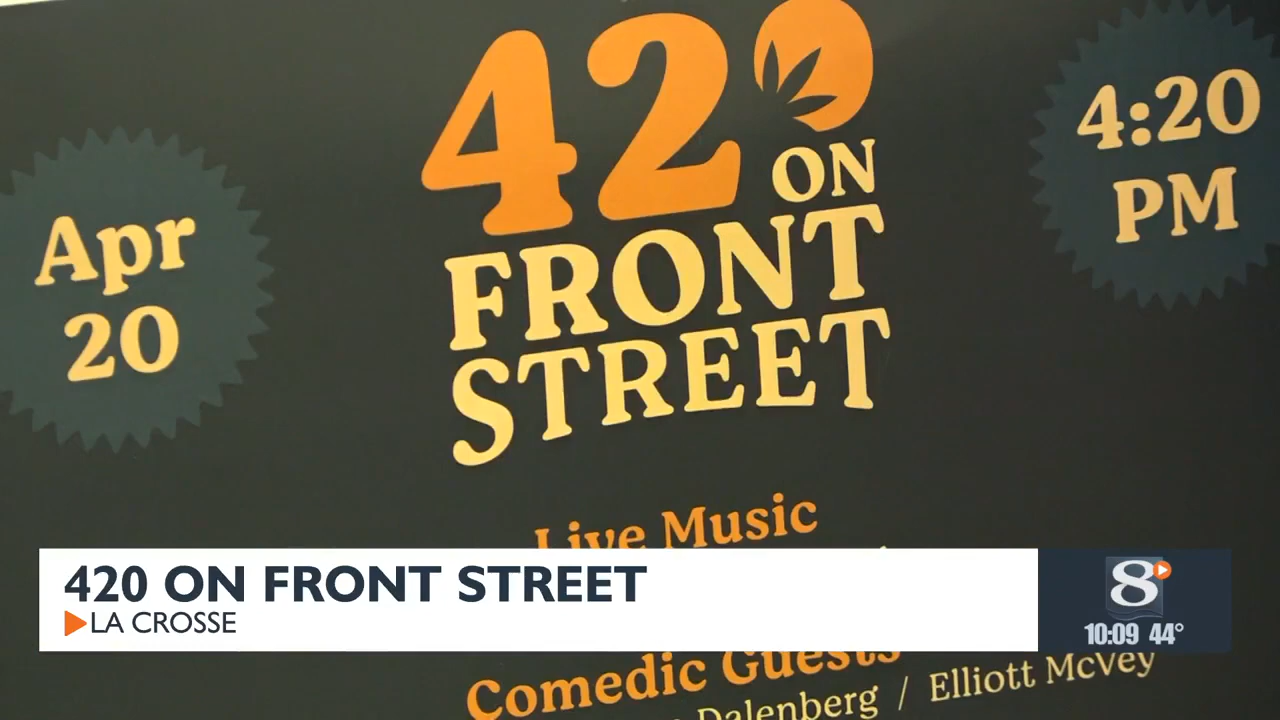 420
ON
FRONT
STREET
Apr
20
4:20
PM
Live Music
420 ON FRONT STREET
LA CROSSE
Comedic Guests
Dalenberg / Elliott McVey
8
10:09 44°